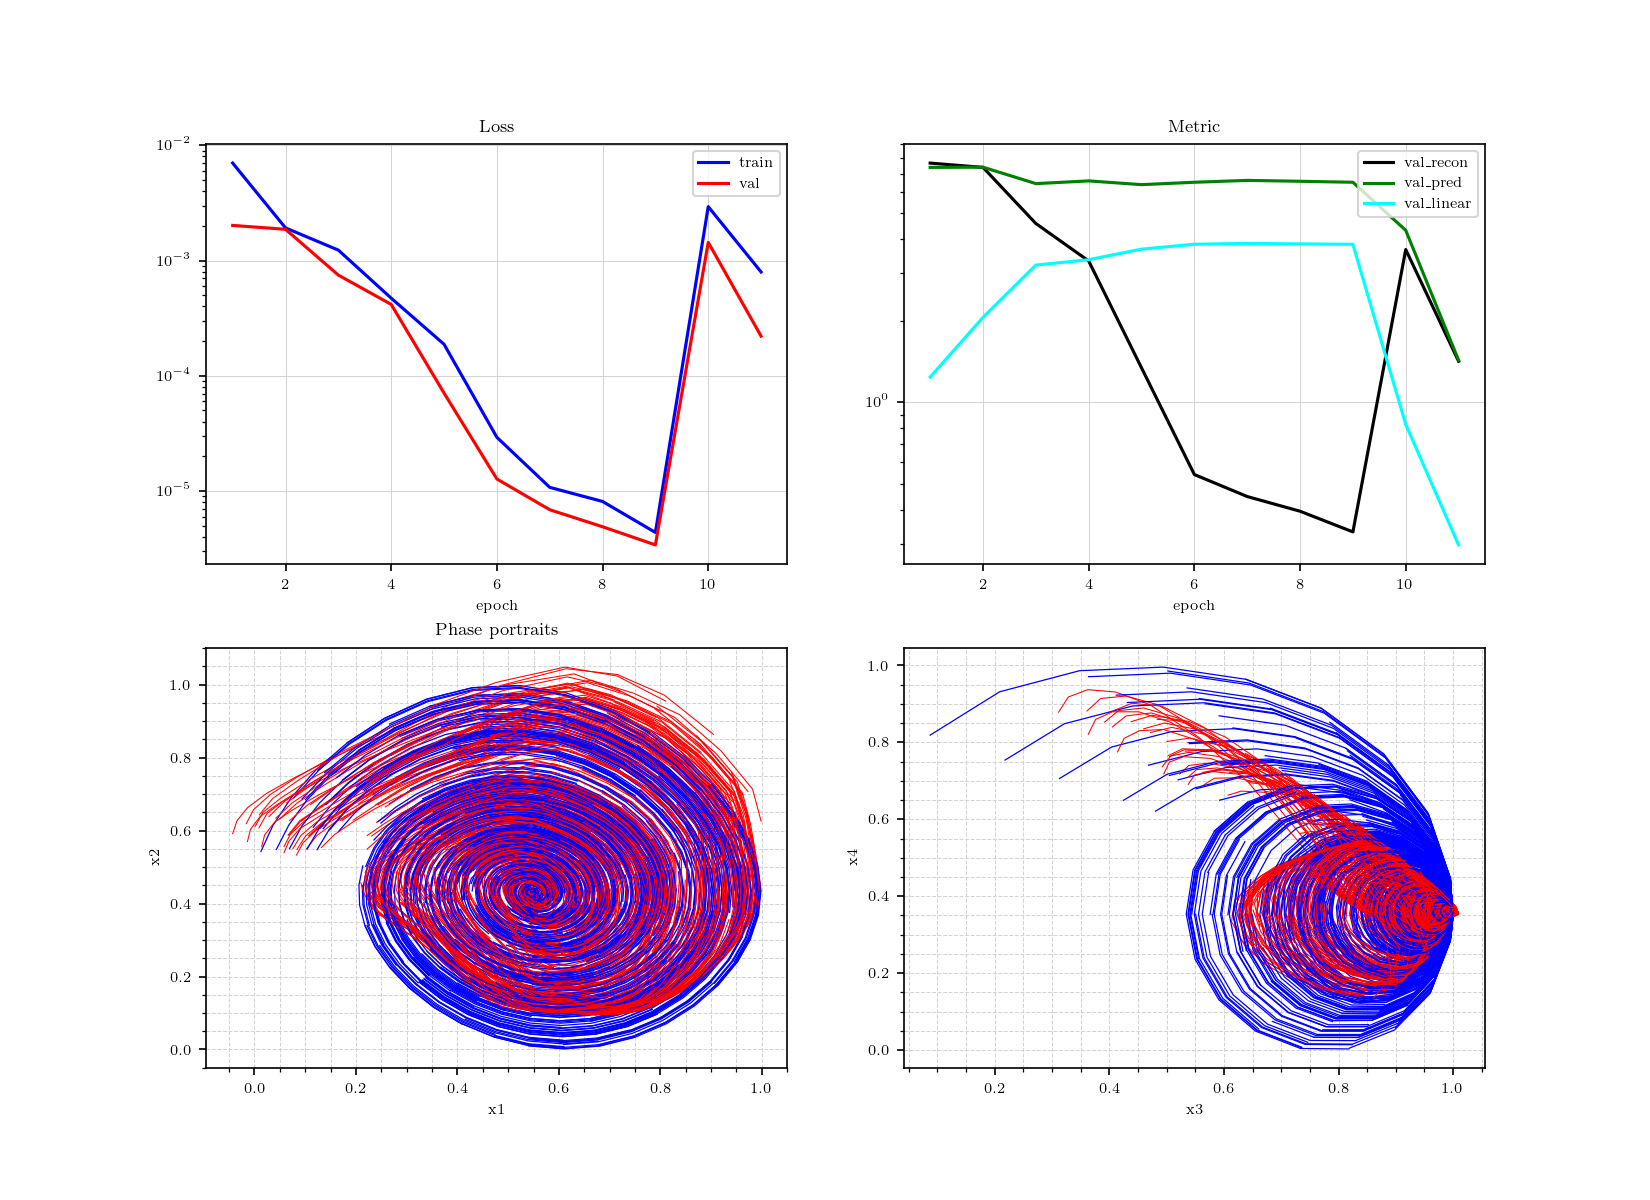 Loss
10⁻²
10⁻³
10⁻⁴
10⁻⁵
train
val
2 4 6 8 10
epoch
Metric
10⁰
val_recon
val_pred
val_linear
2 4 6 8 10
epoch
Phase portraits
1.0
0.8
0.6
0.4
0.2
0.0
x2
0.0 0.2 0.4 0.6 0.8 1.0
x1
1.0
0.8
0.6
0.4
0.2
0.0
x4
0.2 0.4 0.6 0.8 1.0
x3